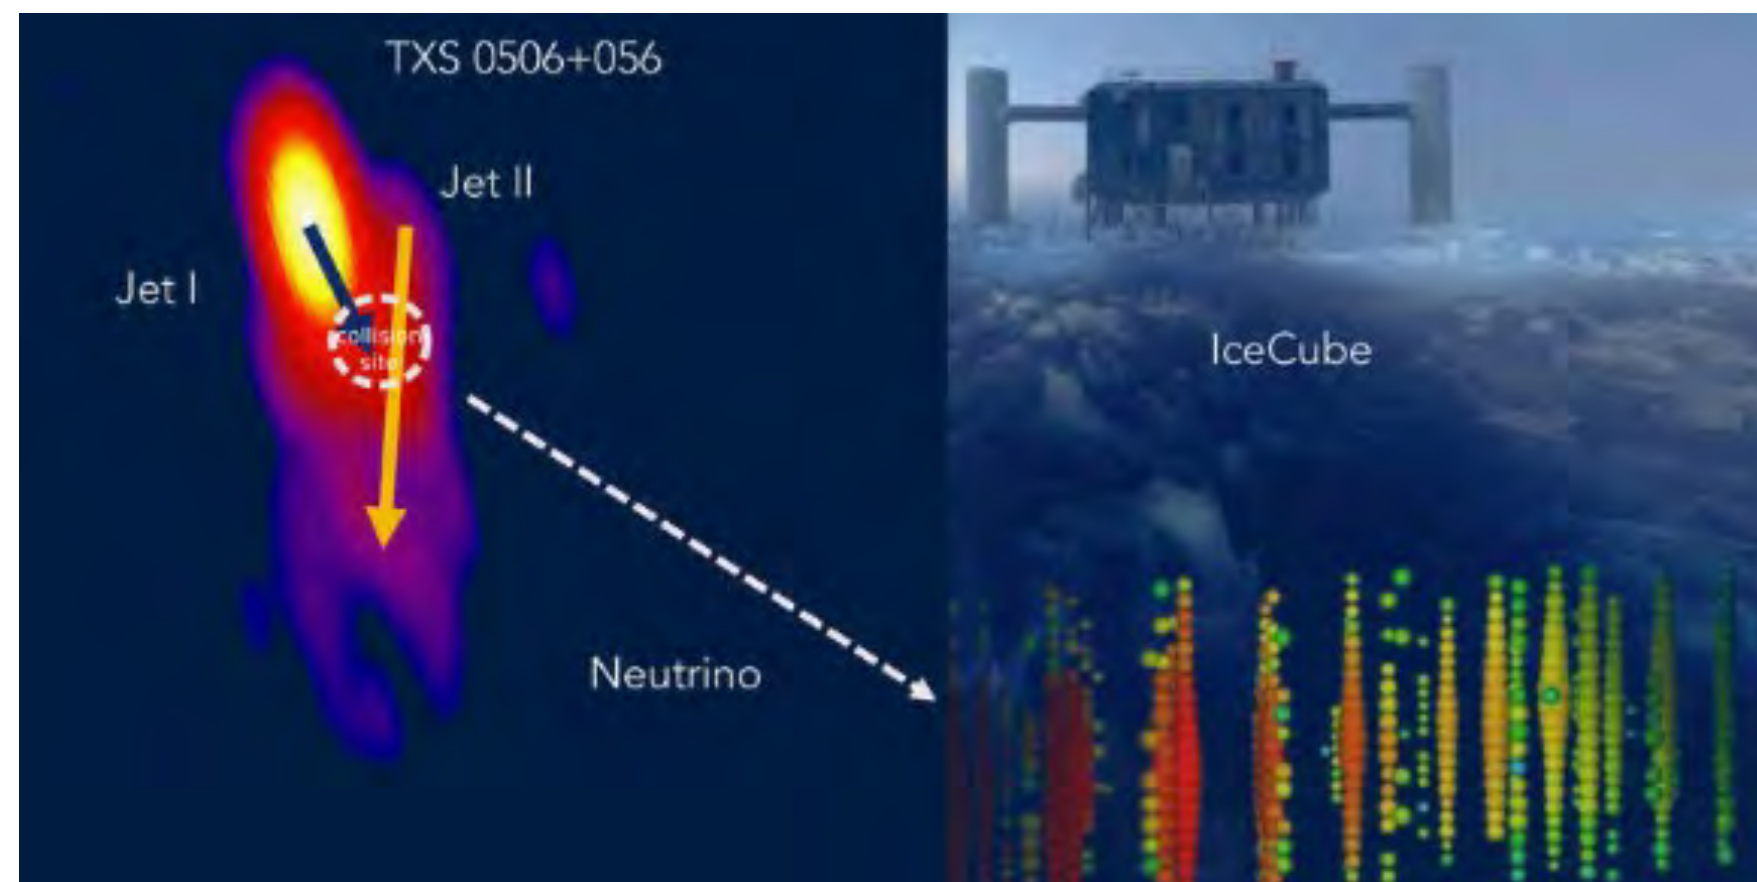 TXS 0506+056
Jet II
Jet I
collision
site
IceCube
Neutrino